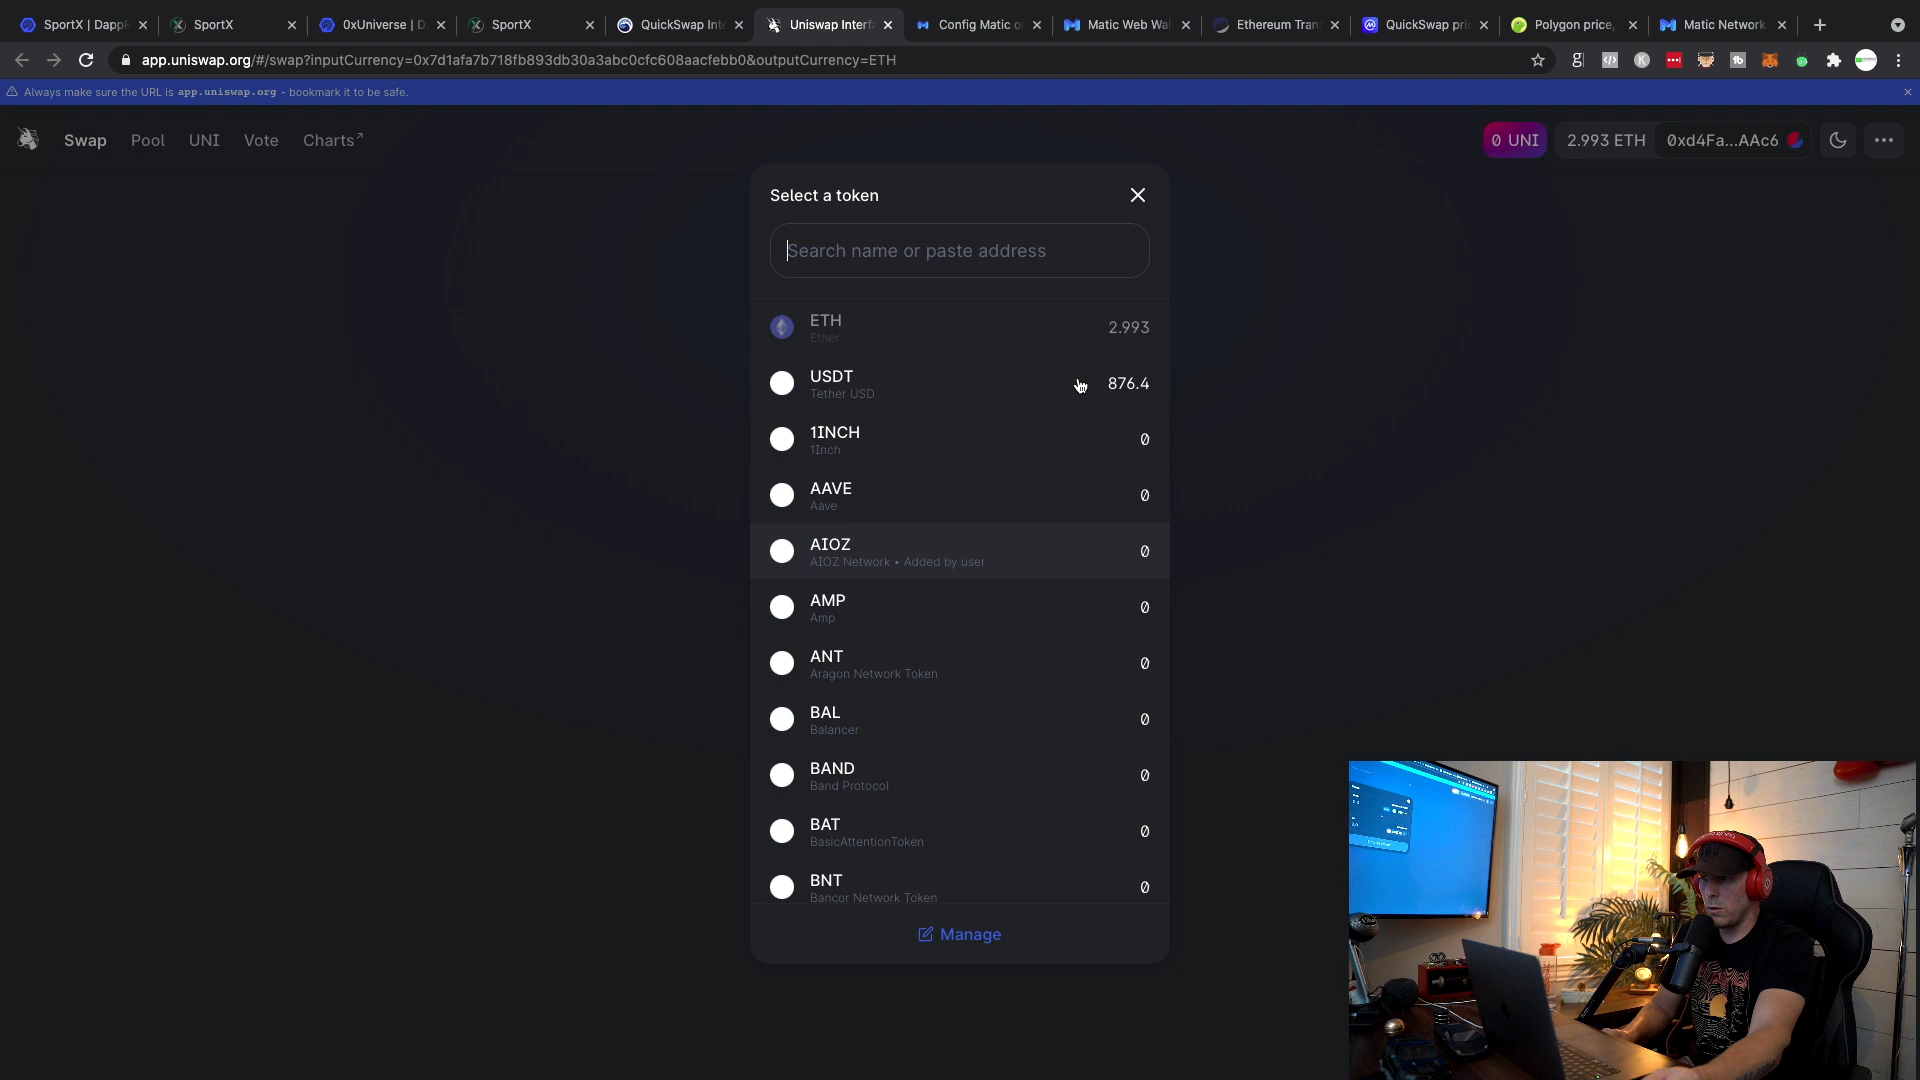 SportX | Dapp
SportX
0xUniverse | D
SportX
QuickSwap Int
Uniswap Interf
Config Matic o
Matic Web Wal
Ethereum Tran
QuickSwap pri
Polygon price,
Matic Network
app.uniswap.org/#/swap?inputCurrency=0x7d1afa7b718fb893db30a3abc0cfc608aacfebb0&outputCurrency=ETH
Always make sure the URL is app.uniswap.org - bookmark it to be safe.
Swap Pool UNI Vote Charts↗ 0 UNI 2.993 ETH 0xd4Fa...AAc6
Select a token
Search name or paste address
ETH 2.993
Ether
USDT 876.4
Tether USD
1INCH 0
1Inch
AAVE 0
Aave
AIOZ 0
AIOZ Network • Added by user
AMP 0
Amp
ANT 0
Aragon Network Token
BAL 0
Balancer
BAND 0
Band Protocol
BAT 0
BasicAttentionToken
BNT 0
Bancor Network Token
Manage